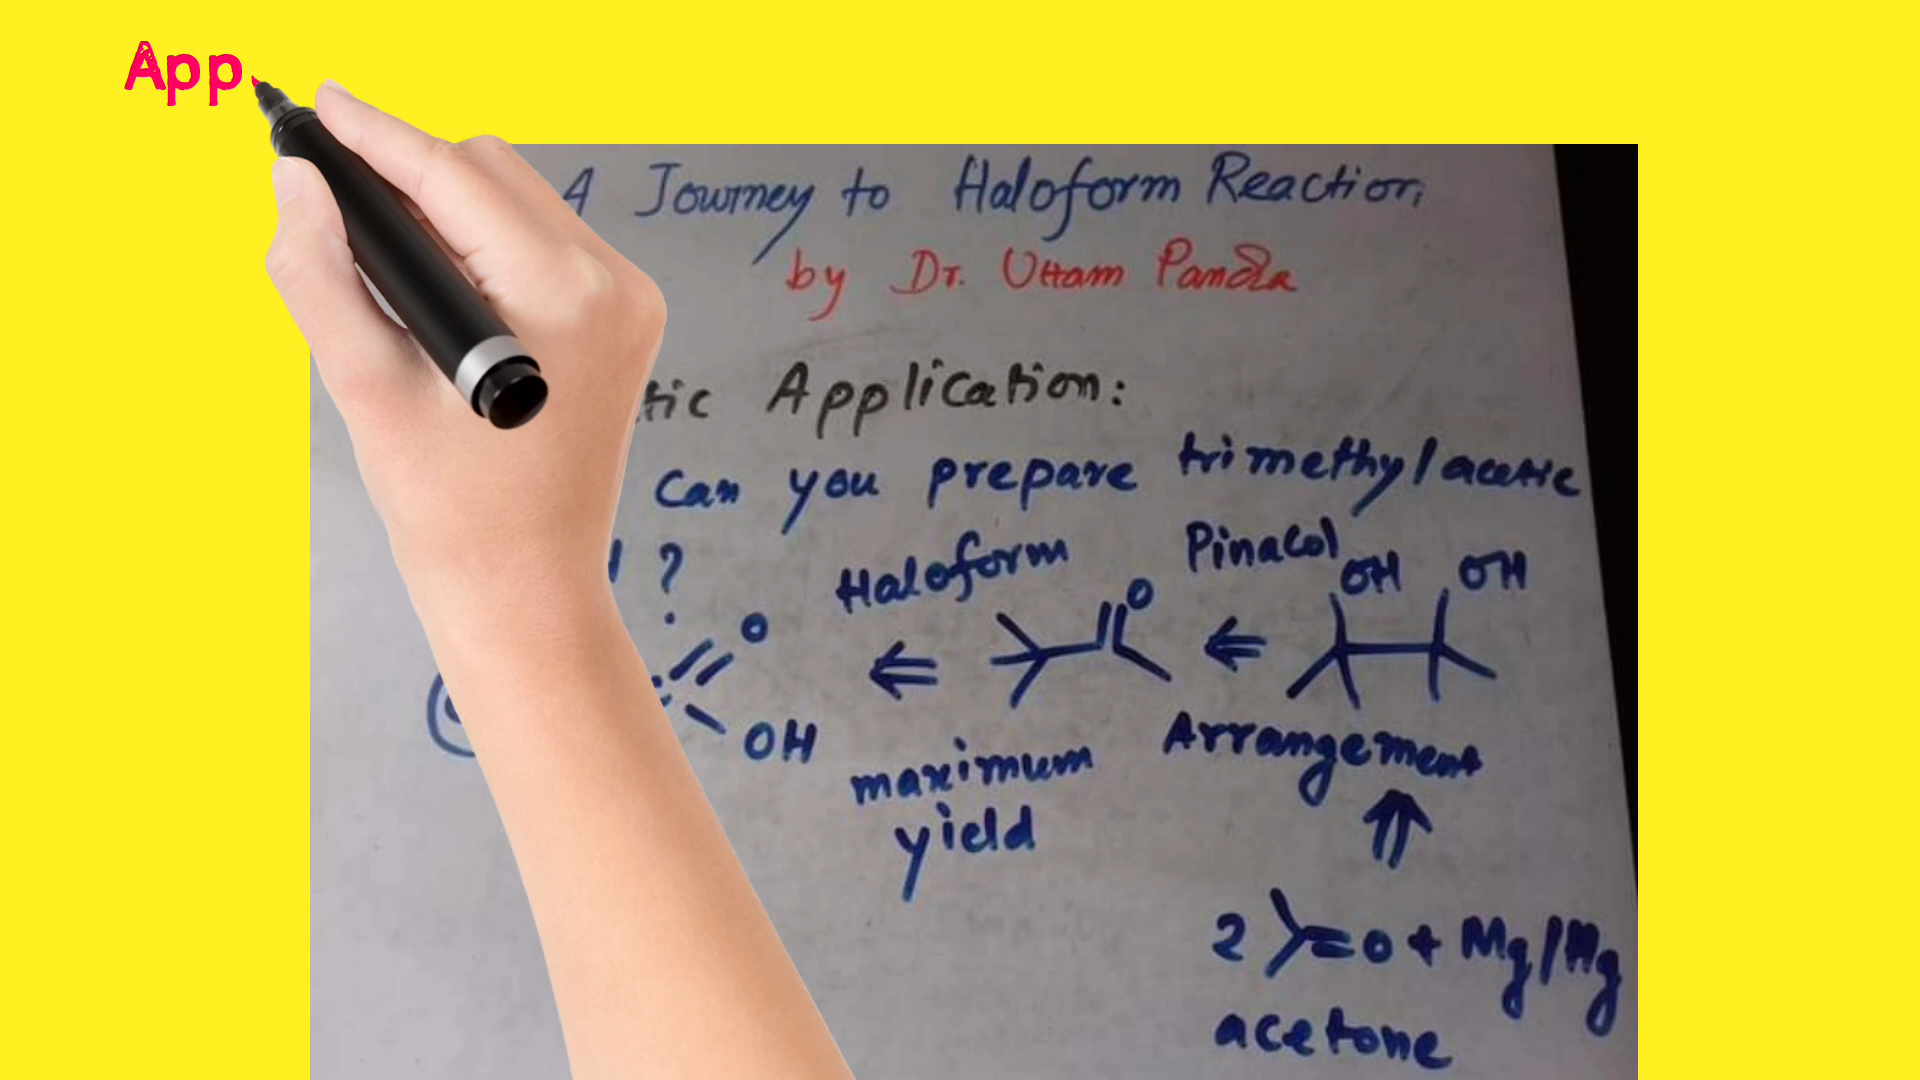 App
A Journey to Haloform Reaction
by Dr. Uttam Panda
tic Application:
Can you prepare trimethylacetic
?
Haloform
Pinacol
OH OH
O
O
OH
maximum
yield
Arrangement
2 =O + Mg/Hg
acetone